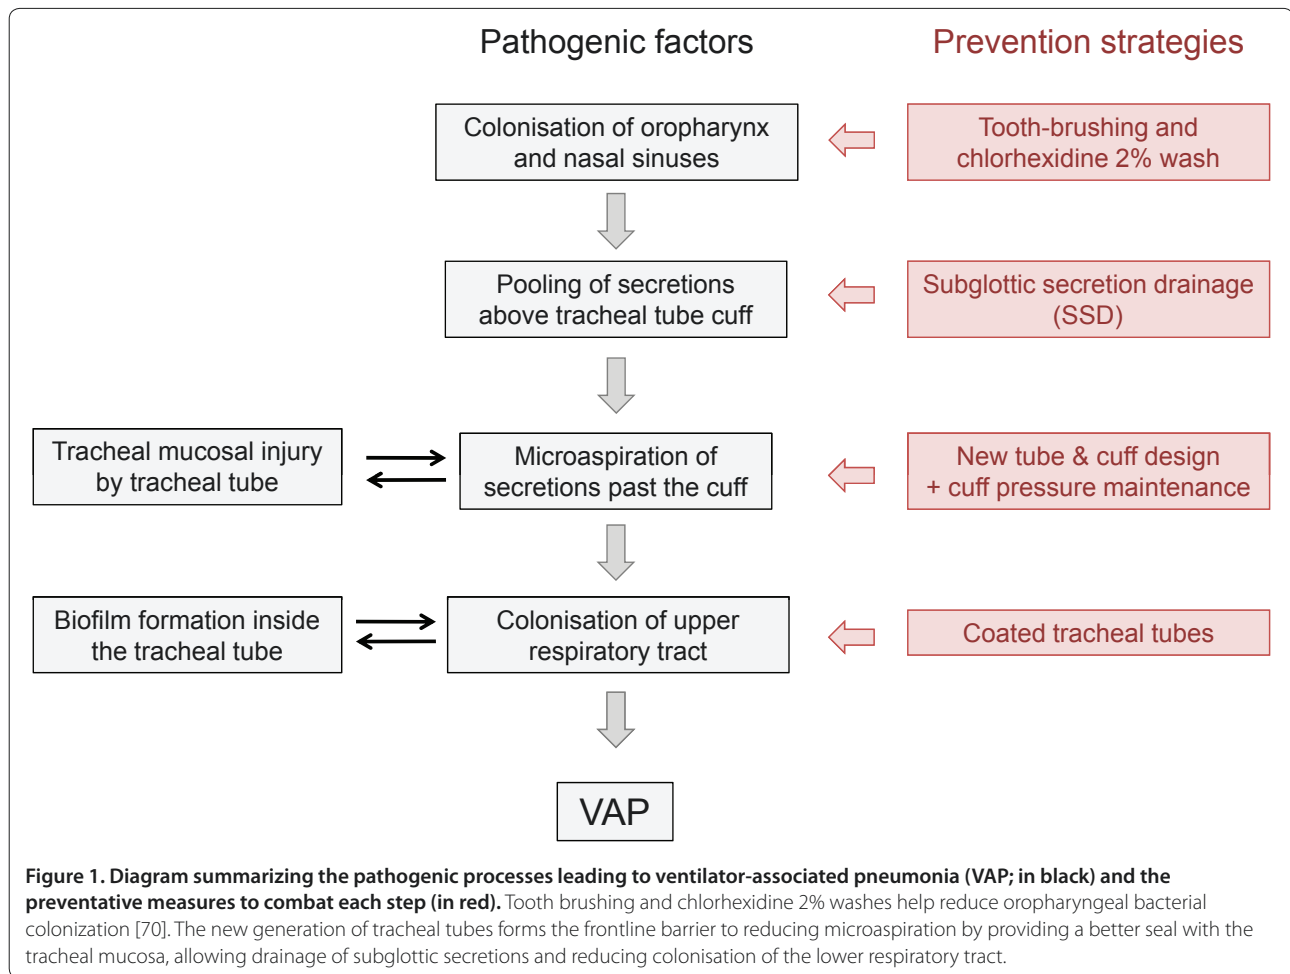 Pathogenic factors
Prevention strategies
Colonisation of oropharynx
and nasal sinuses
Tooth-brushing and
chlorhexidine 2% wash
Pooling of secretions
above tracheal tube cuff
Subglottic secretion drainage
(SSD)
Tracheal mucosal injury
by tracheal tube
Microaspiration of
secretions past the cuff
New tube & cuff design
+ cuff pressure maintenance
Biofilm formation inside
the tracheal tube
Colonisation of upper
respiratory tract
Coated tracheal tubes
VAP
Figure 1. Diagram summarizing the pathogenic processes leading to ventilator-associated pneumonia (VAP; in black) and the
preventative measures to combat each step (in red). Tooth brushing and chlorhexidine 2% washes help reduce oropharyngeal bacterial
colonization [70]. The new generation of tracheal tubes forms the frontline barrier to reducing microaspiration by providing a better seal with the
tracheal mucosa, allowing drainage of subglottic secretions and reducing colonisation of the lower respiratory tract.